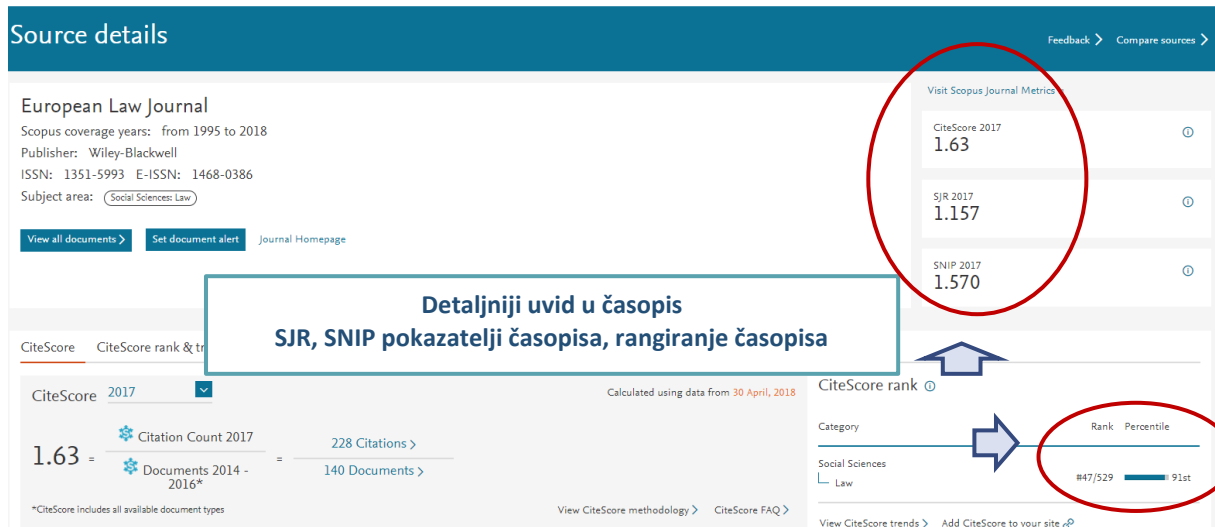 Source details
Feedback
Compare sources
European Law Journal
Scopus coverage years: from 1995 to 2018
Publisher: Wiley-Blackwell
ISSN: 1351-5993 E-ISSN: 1468-0386
Subject area: Social Sciences: Law
View all documents
Set document alert
Journal Homepage
Visit Scopus Journal Metrics
CiteScore 2017
1.63
SJR 2017
1.157
SNIP 2017
1.570
Detaljniji uvid u časopis
SJR, SNIP pokazatelji časopisa, rangiranje časopisa
CiteScore
CiteScore rank & tr
CiteScore 2017
Calculated using data from 30 April, 2018
1.63 =
Citation Count 2017
Documents 2014 -
2016*
=
228 Citations >
140 Documents >
*CiteScore includes all available document types
View CiteScore methodology >
CiteScore FAQ >
CiteScore rank
Category
Rank
Percentile
Social Sciences
Law
#47/529
91st
View CiteScore trends >
Add CiteScore to your site